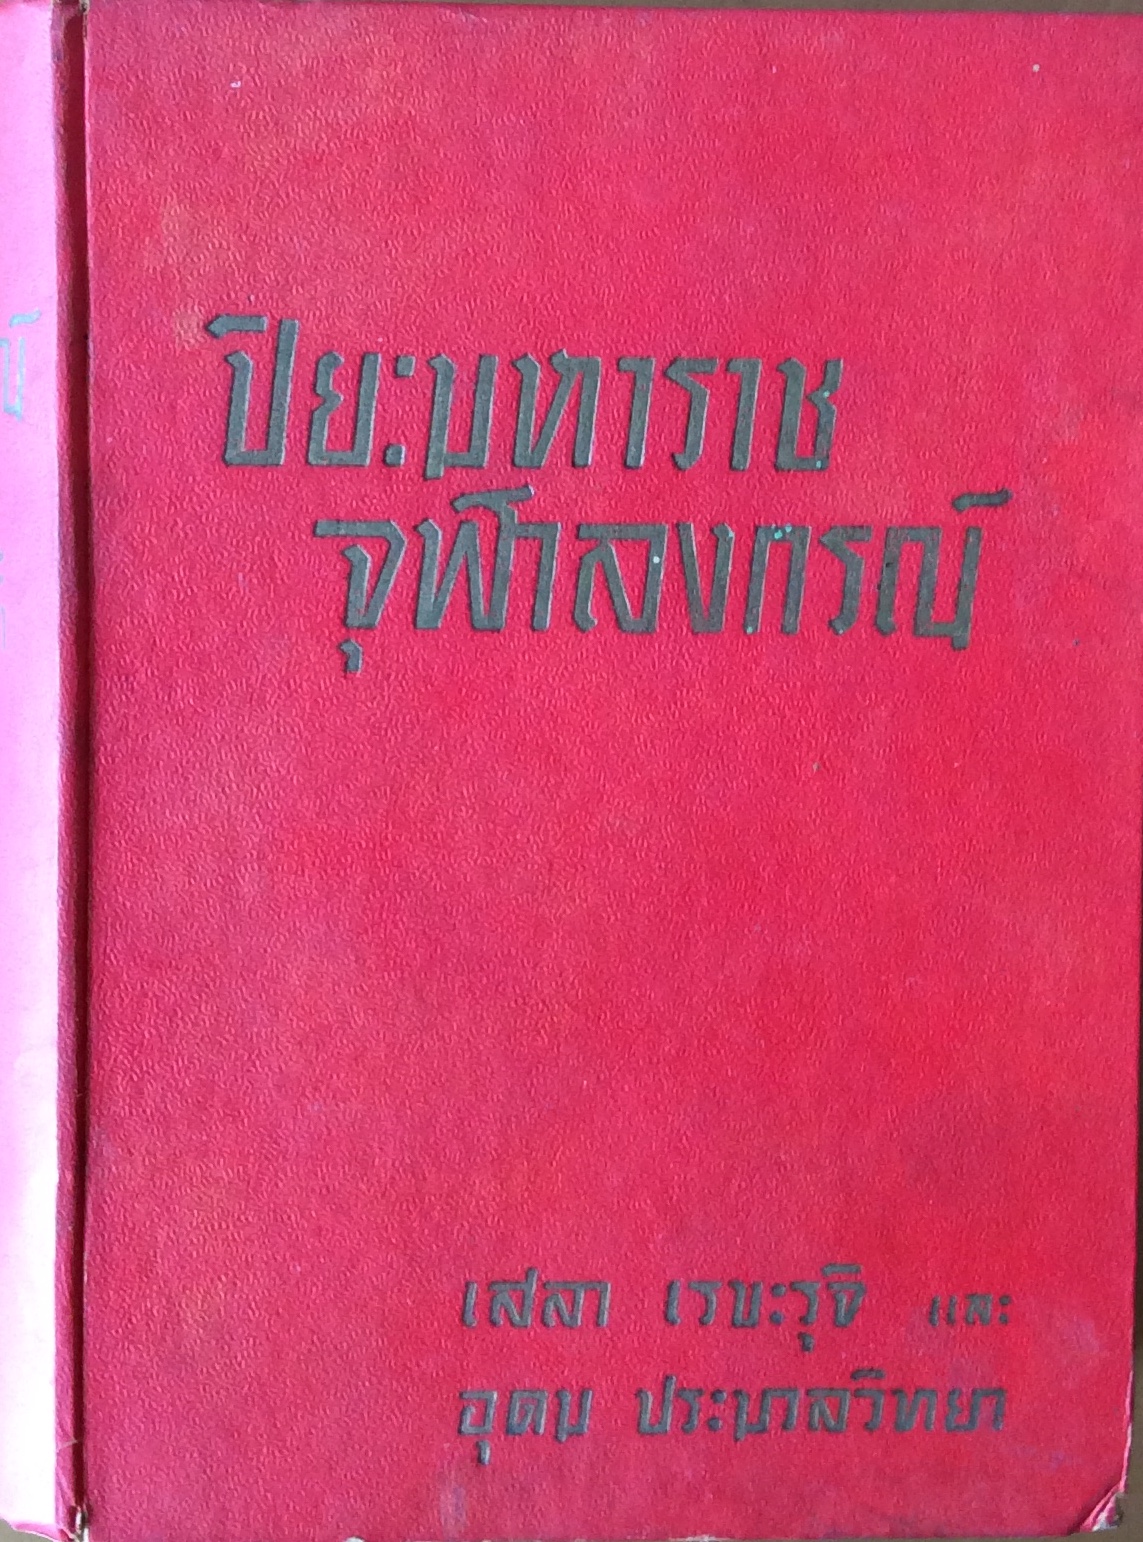 ปิยะมหาราช
จุฬาลงกรณ์
เสลา เรขะรุจิ และ
อุดม ประมวลวิทยา